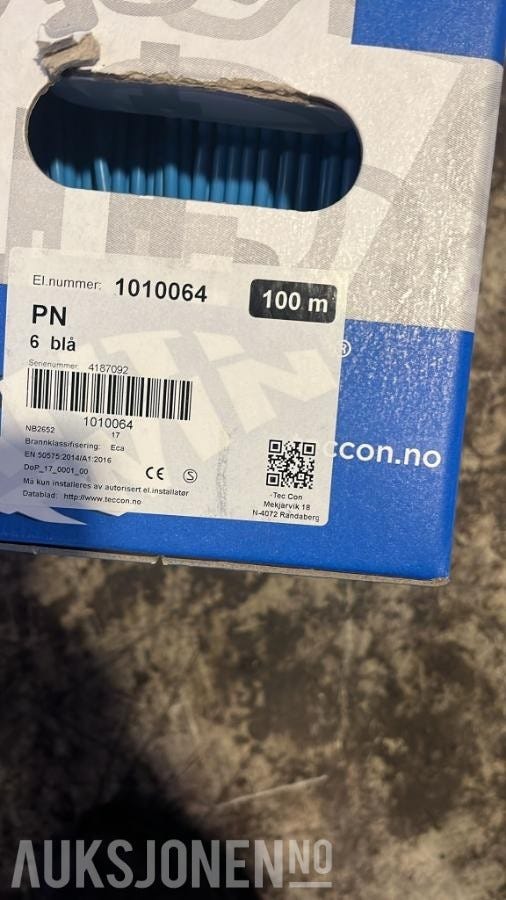 El.nummer: 1010064 100 m
PN
6 blå
®
Serienummer: 4187092
1010064
NB2652 17
Brannklassifisering: Eca
EN 50575:2014/A1:2016
DoP_17_0001_00
CE S
Må kun installeres av autorisert el.installatør
Datablad: http://www.teccon.no
Tec Con
Mekjarvik 18
N-4072 Randaberg
ccon.no
AUKSJONEN.NO